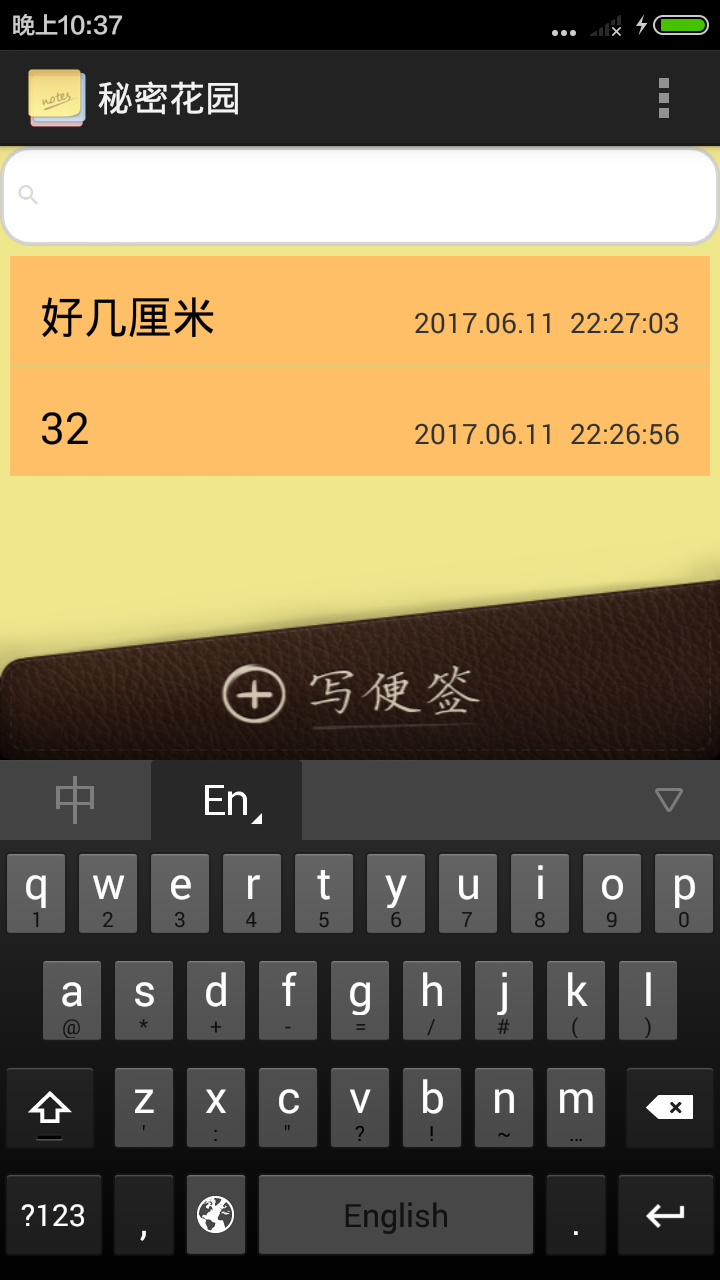 晚上10:37
notes
秘密花园
好几厘米 2017.06.11 22:27:03
32 2017.06.11 22:26:56
写便签
中 En
q w e r t y u i o p
1 2 3 4 5 6 7 8 9 0
a s d f g h j k l
@ * + - = / # ( )
z x c v b n m
' : " ? ! ~ ...
?123 , English .